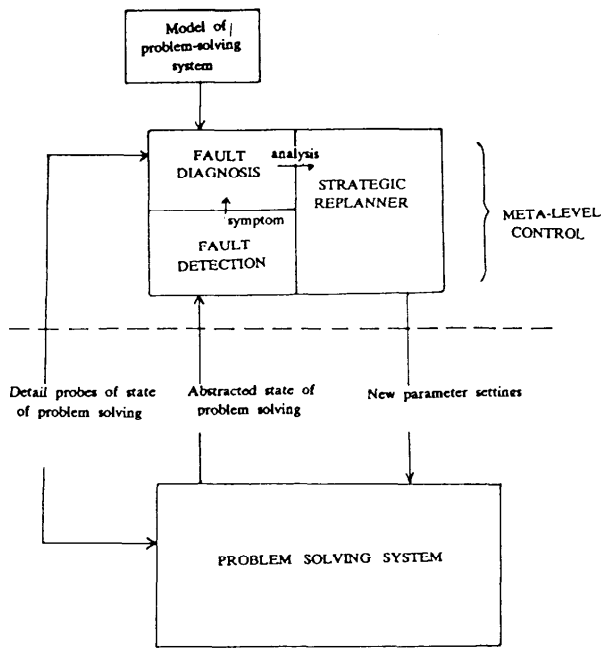 Model of
problem-solving
system
FAULT
DIAGNOSIS
analysis
STRATEGIC
REPLANNER
symptom
FAULT
DETECTION
META-LEVEL
CONTROL
Detail probes of state
of problem solving
Abstracted state of
problem solving
New parameter settines
PROBLEM SOLVING SYSTEM